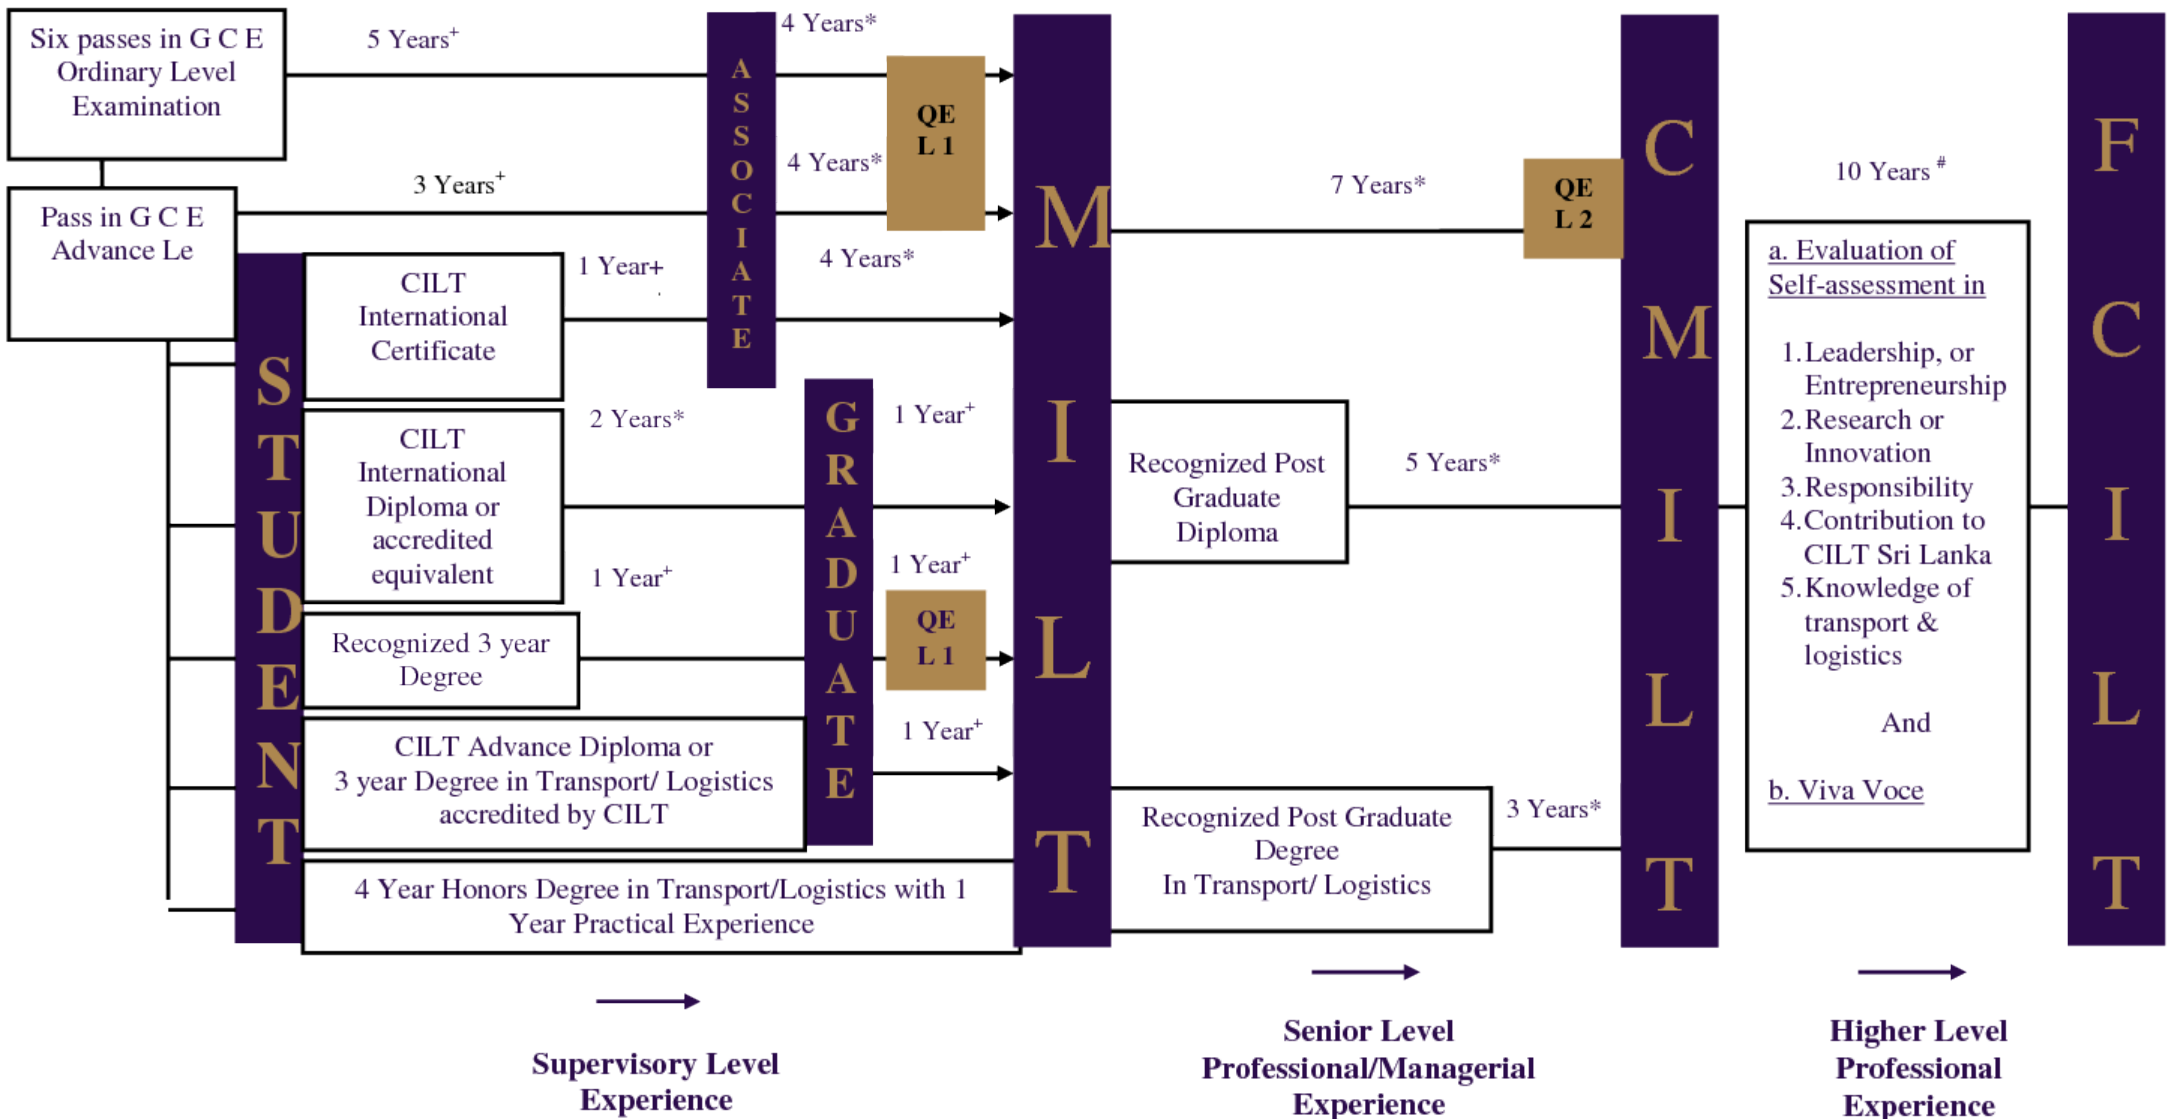 Six passes in G C E
Ordinary Level
Examination
5 Years+
4 Years*
Pass in G C E
Advance Le
3 Years+
4 Years*
STUDENT
CILT
International
Certificate
1 Year+
4 Years*
ASSOCIATE
QE
L 1
CILT
International
Diploma or
accredited
equivalent
2 Years*
1 Year+
GRADUATE
Recognized 3 year
Degree
1 Year+
1 Year+
QE
L 1
CILT Advance Diploma or
3 year Degree in Transport/ Logistics
accredited by CILT
1 Year+
4 Year Honors Degree in Transport/Logistics with 1
Year Practical Experience
MILT
7 Years*
QE
L 2
Recognized Post
Graduate
Diploma
5 Years*
Recognized Post Graduate
Degree
In Transport/ Logistics
3 Years*
CMILT
10 Years #
a. Evaluation of
Self-assessment in
1.Leadership, or
Entrepreneurship
2.Research or
Innovation
3.Responsibility
4.Contribution to
CILT Sri Lanka
5.Knowledge of
transport &
logistics
And
b. Viva Voce
FCILT
Supervisory Level
Experience
Senior Level
Professional/Managerial
Experience
Higher Level
Professional
Experience